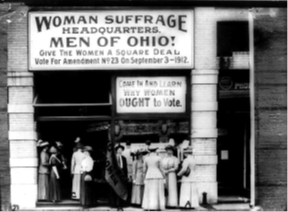 WOMAN SUFFRAGE
HEADQUARTERS.
MEN OF OHIO!
GIVE THE WOMEN A SQUARE DEAL
Vote For Amendment No 23 On September 3-1912.
COME IN AND LEARN
WHY WOMEN
OUGHT to Vote.